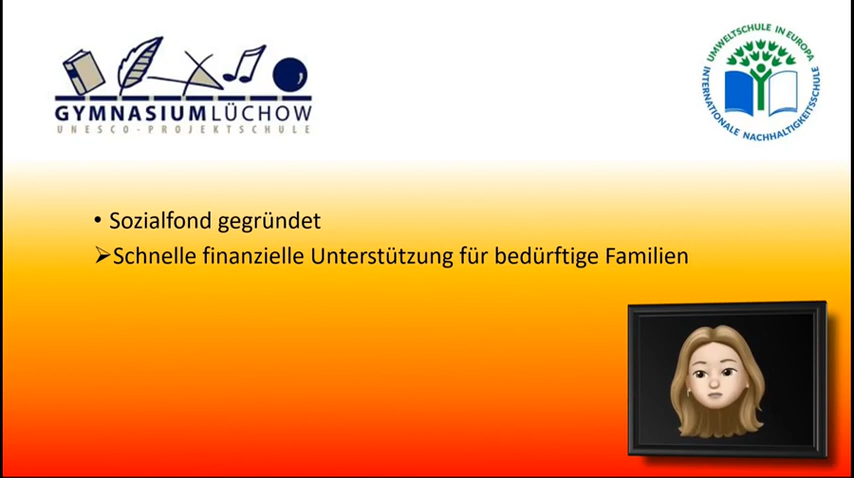 GYMNASIUMLÜCHOW
UNESCO-PROJEKTSCHULE
UMWELTSCHULE IN EUROPA
INTERNATIONALE NACHHALTIGKEITSSCHULE
• Sozialfond gegründet
➢Schnelle finanzielle Unterstützung für bedürftige Familien